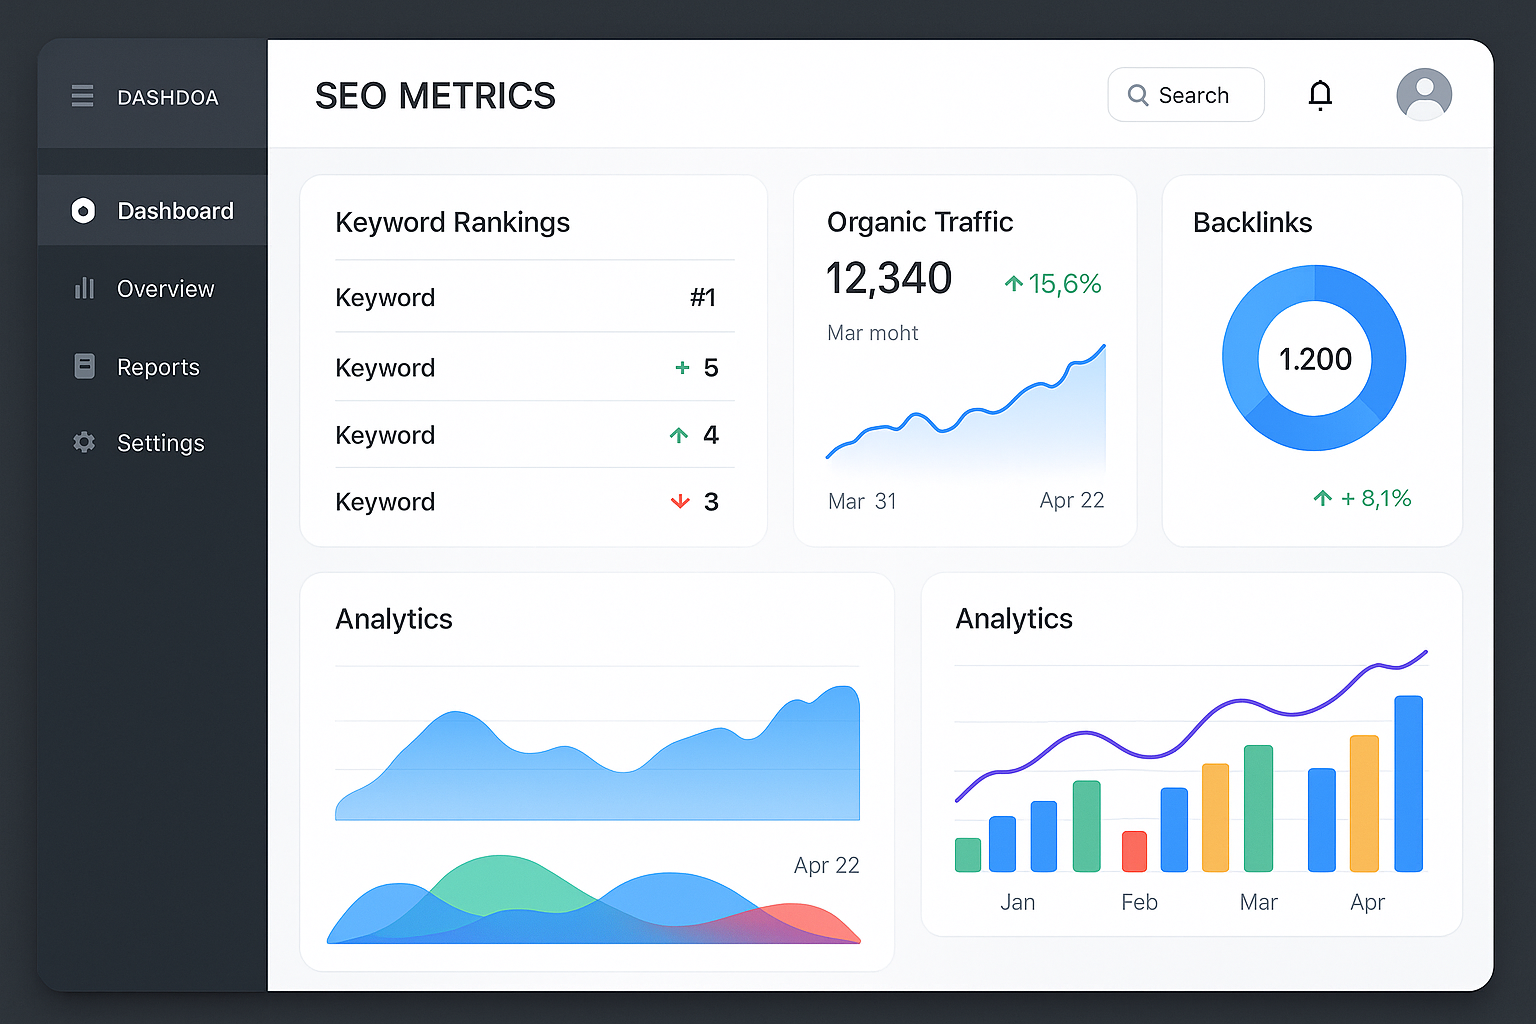 DASHDOA
SEO METRICS
Search
Dashboard
Overview
Reports
Settings
Keyword Rankings
Keyword #1
Keyword + 5
Keyword ↑ 4
Keyword ↓ 3
Organic Traffic
12,340 ↑ 15,6%
Mar moht
Mar 31 Apr 22
Backlinks
1.200
↑ + 8,1%
Analytics
Apr 22
Analytics
Jan Feb Mar Apr